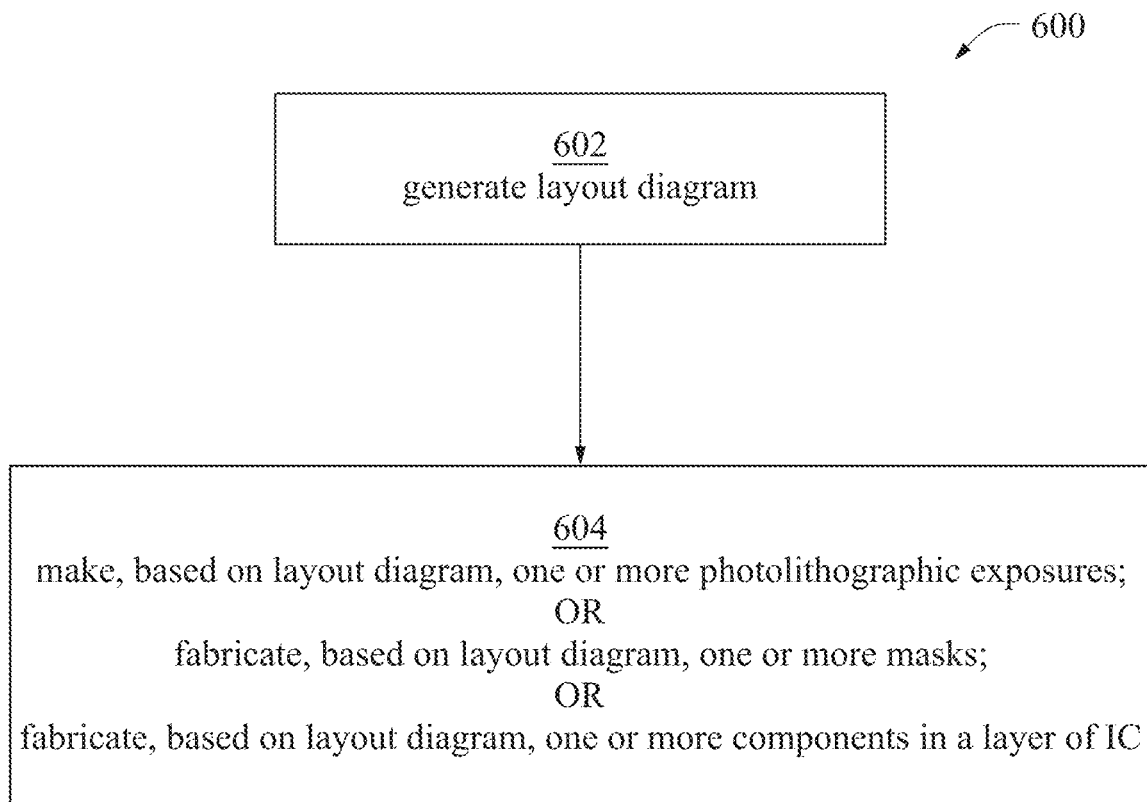 600
602
generate layout diagram
604
make, based on layout diagram, one or more photolithographic exposures;
OR
fabricate, based on layout diagram, one or more masks;
OR
fabricate, based on layout diagram, one or more components in a layer of IC